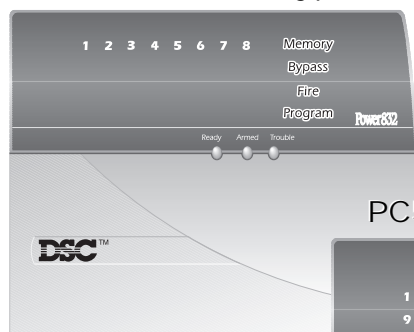 1 2 3 4 5 6 7 8 Memory
Bypass
Fire
Program Power832
Ready Armed Trouble
PC
DSC™
1
9